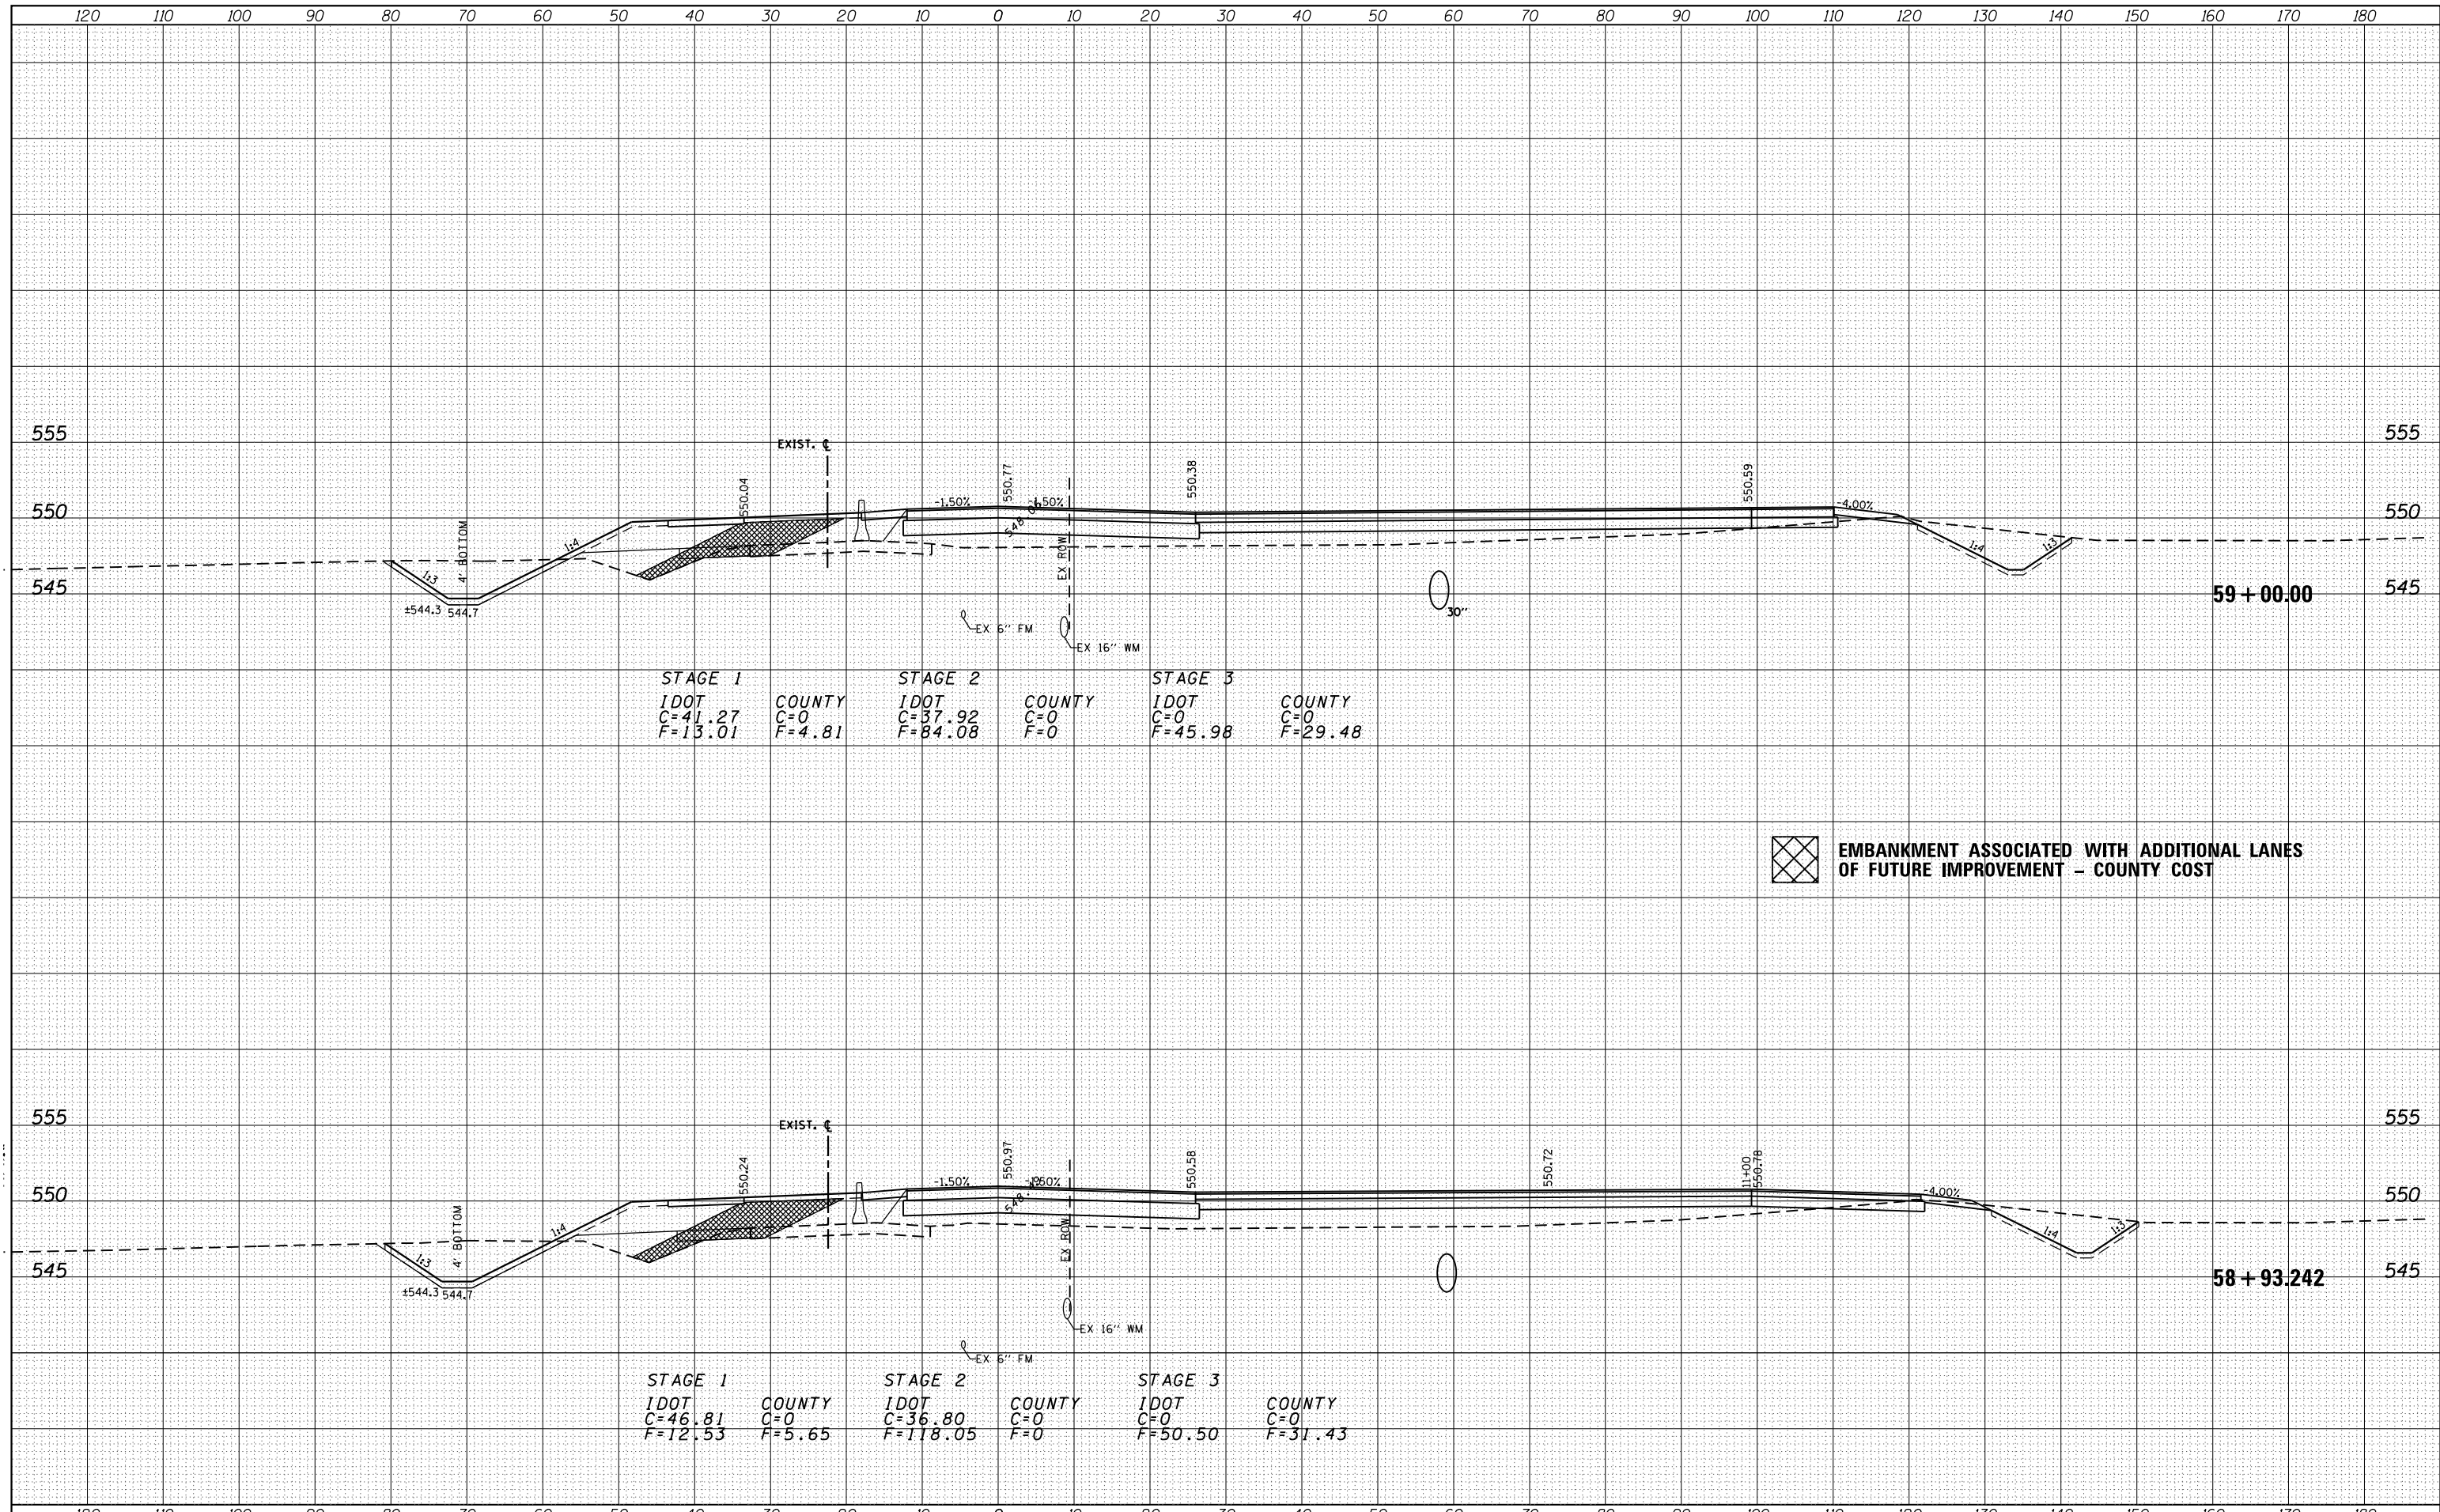 120 110 100 90 80 70 60 50 40 30 20 10 0 10 20 30 40 50 60 70 80 90 100 110 120 130 140 150 160 170 180
555 555
EXIST. ℄
550.04
550.77
550.38
550.59
-1.50%
-1.50%
-4.00%
550 550
548.0
4' BOTTOM
1:4
1:3
EX ROW
1:4
1:3
545 545
±544.3 544.7
30"
59+00.00
EX 6" FM
EX 16" WM
STAGE 1 STAGE 2 STAGE 3
IDOT COUNTY IDOT COUNTY IDOT COUNTY
C=41.27 C=0 C=37.92 C=0 C=0 C=0
F=13.01 F=4.81 F=84.08 F=0 F=45.98 F=29.48
EMBANKMENT ASSOCIATED WITH ADDITIONAL LANES
OF FUTURE IMPROVEMENT – COUNTY COST
555 555
EXIST. ℄
550.24
550.97
550.58
550.72
11+00
550.78
-1.50%
-1.50%
-4.00%
550 550
4' BOTTOM
1:4
1:3
EX ROW
1:4
1:3
545 545
±544.3 544.7
58+93.242
EX 16" WM
EX 6" FM
STAGE 1 STAGE 2 STAGE 3
IDOT COUNTY IDOT COUNTY IDOT COUNTY
C=46.81 C=0 C=36.80 C=0 C=0 C=0
F=12.53 F=5.65 F=118.05 F=0 F=50.50 F=31.43